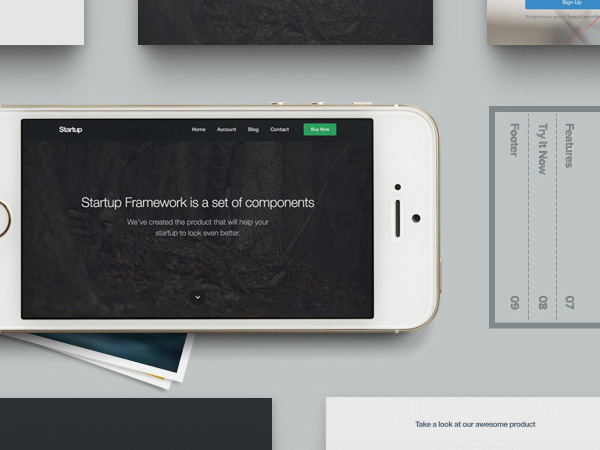 Sign Up
Startup
Home Account Blog Contact Buy Now
Startup Framework is a set of components
We've created the product that will help your
startup to look even better.
Features 07
Try It Now 08
Footer 09
Take a look at our awesome product